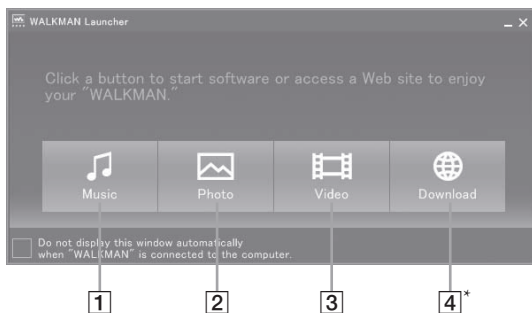 WALKMAN Launcher
Click a button to start software or access a Web site to enjoy
your "WALKMAN."
Music Photo Video Download
Do not display this window automatically
when "WALKMAN" is connected to the computer.
1 2 3 4*